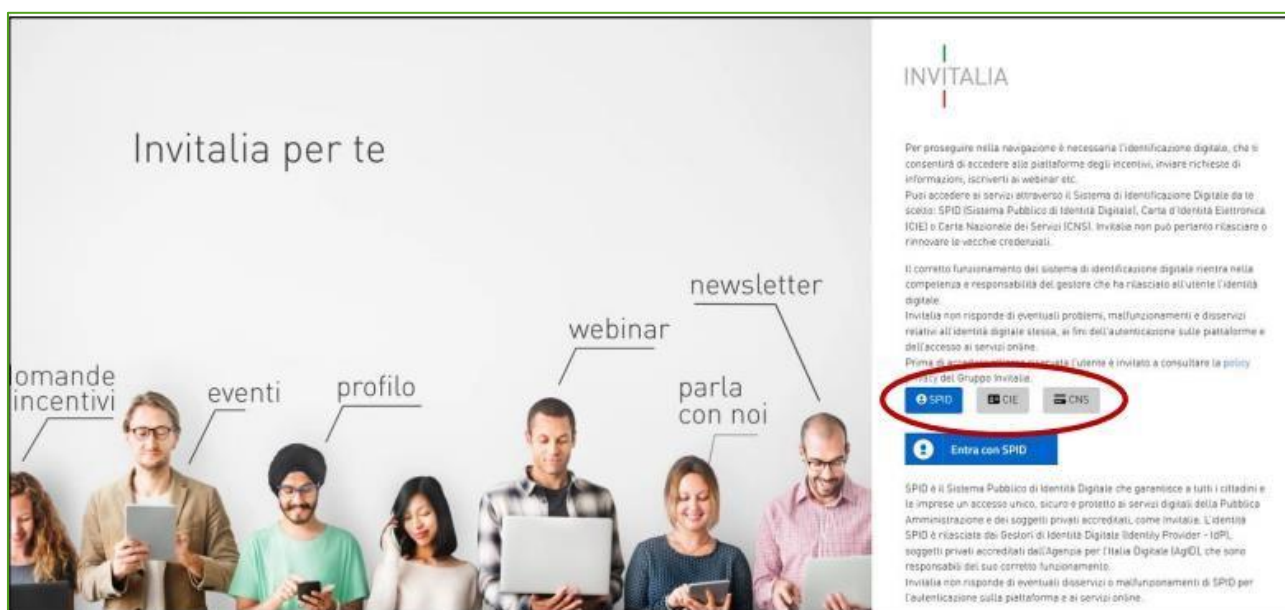 Invitalia per te
domande
incentivi
eventi
profilo
webinar
newsletter
parla
con noi
INVITALIA
Per proseguire nella navigazione è necessaria l'identificazione digitale, che ti
consentirà di accedere alle piattaforme degli incentivi, inviare richieste di
informazioni, iscriverti ai webinar etc.
Puoi accedere ai servizi attraverso il Sistema di Identificazione Digitale da te
scelto: SPID (Sistema Pubblico di Identità Digitale), Carta d'Identità Elettronica
(CIE) o Carta Nazionale dei Servizi (CNS). Invitalia non può pertanto rilasciare o
rinnovare le vecchie credenziali.
Il corretto funzionamento del sistema di identificazione digitale rientra nella
competenza e responsabilità del gestore che ha rilasciato all'utente l'identità
digitale.
Invitalia non risponde di eventuali problemi, malfunzionamenti e disservizi
relativi all'identità digitale stessa, ai fini dell'autenticazione sulle piattaforme e
dell'accesso ai servizi online.
Prima di accedere l'utente è invitato a consultare la policy
privacy del Gruppo Invitalia.
SPID CIE CNS
Entra con SPID
SPID è il Sistema Pubblico di Identità Digitale che garantisce a tutti i cittadini e
le imprese un accesso unico, sicuro e protetto ai servizi digitali della Pubblica
Amministrazione e dei soggetti privati accreditati, come Invitalia. L'identità
SPID è rilasciata dai Gestori di Identità Digitale (Identity Provider - IdP),
soggetti privati accreditati dall'Agenzia per l'Italia Digitale (AgID), che sono
responsabili del suo corretto funzionamento.
Invitalia non risponde di eventuali disservizi o malfunzionamenti di SPID per
l'autenticazione sulla piattaforma e ai servizi online.